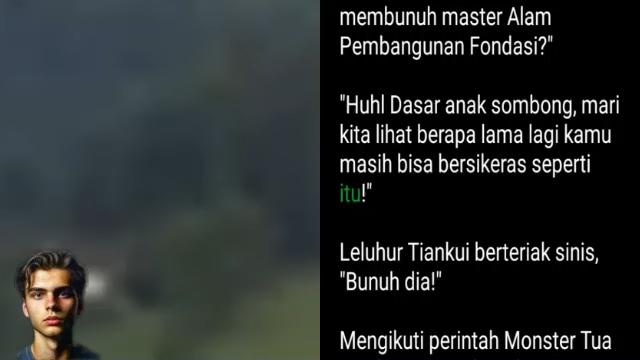 membunuh master Alam
Pembangunan Fondasi?"
"Huhl Dasar anak sombong, mari
kita lihat berapa lama lagi kamu
masih bisa bersikeras seperti
itu!"
Leluhur Tiankui berteriak sinis,
"Bunuh dia!"
Mengikuti perintah Monster Tua